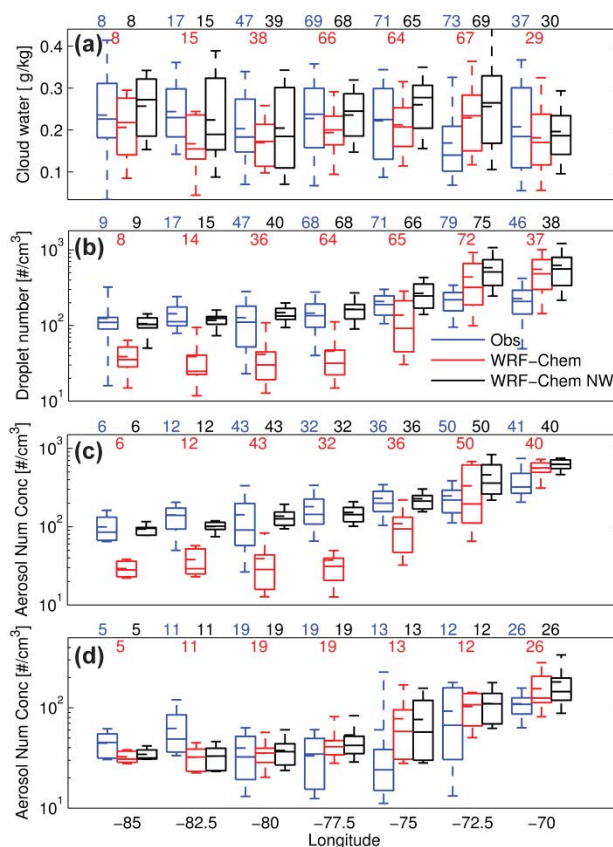 8 17 15 47 39 69 68 71 65 73 69 37 30
8 8 15 38 66 64 67 29
(a)
Cloud water [ g/kg]
0.4
0.3
0.2
0.1
9 9 17 15 47 40 68 68 71 66 79 75 46 38
8 14 36 64 65 72 37
(b)
Droplet number [#/cm³]
10³
10²
10¹
Obs
WRF-Chem
WRF-Chem NW
6 6 12 12 43 43 32 32 36 36 50 50 41 40
6 12 43 32 36 50 40
(c)
Aerosol Num Conc [#/cm³]
10³
10²
10¹
5 5 11 11 19 19 19 19 13 13 12 12 26 26
5 11 19 19 13 12 26
(d)
Aerosol Num Conc [#/cm³]
10²
10¹
−85 −82.5 −80 −77.5 −75 −72.5 −70
Longitude